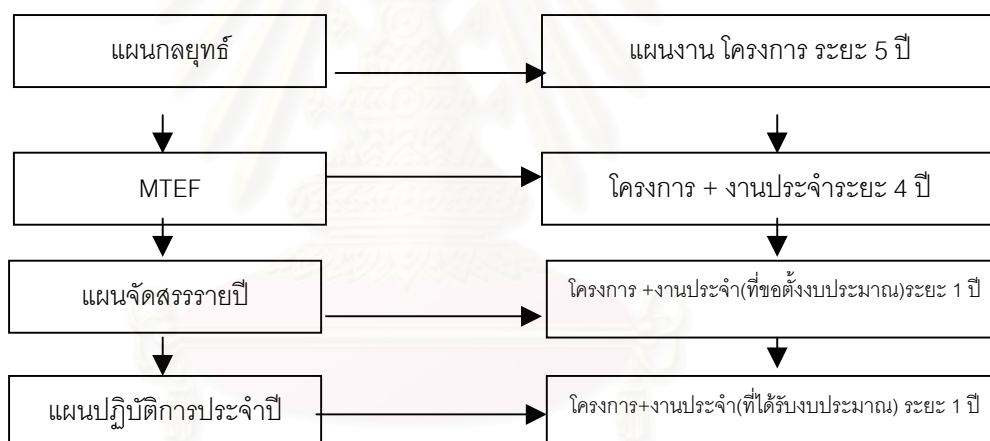 แผนกลยุทธ์
แผนงาน โครงการ ระยะ 5 ปี
MTEF
โครงการ + งานประจำระยะ 4 ปี
แผนจัดสรรรายปี
โครงการ +งานประจำ(ที่ขอตั้งงบประมาณ)ระยะ 1 ปี
แผนปฏิบัติการประจำปี
โครงการ+งานประจำ(ที่ได้รับงบประมาณ) ระยะ 1 ปี